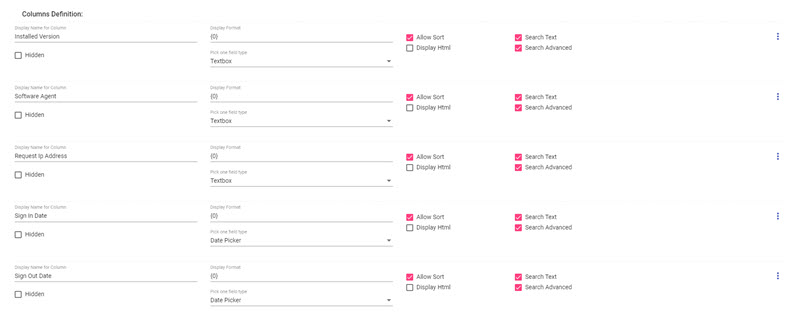 Columns Definition:
Display Name for Column Display Format
Installed Version {0} Allow Sort Search Text
Display Html Search Advanced
Hidden Pick one field type
Textbox
Display Name for Column Display Format
Software Agent {0} Allow Sort Search Text
Display Html Search Advanced
Hidden Pick one field type
Textbox
Display Name for Column Display Format
Request Ip Address {0} Allow Sort Search Text
Display Html Search Advanced
Hidden Pick one field type
Textbox
Display Name for Column Display Format
Sign In Date {0} Allow Sort Search Text
Display Html Search Advanced
Hidden Pick one field type
Date Picker
Display Name for Column Display Format
Sign Out Date {0} Allow Sort Search Text
Display Html Search Advanced
Hidden Pick one field type
Date Picker